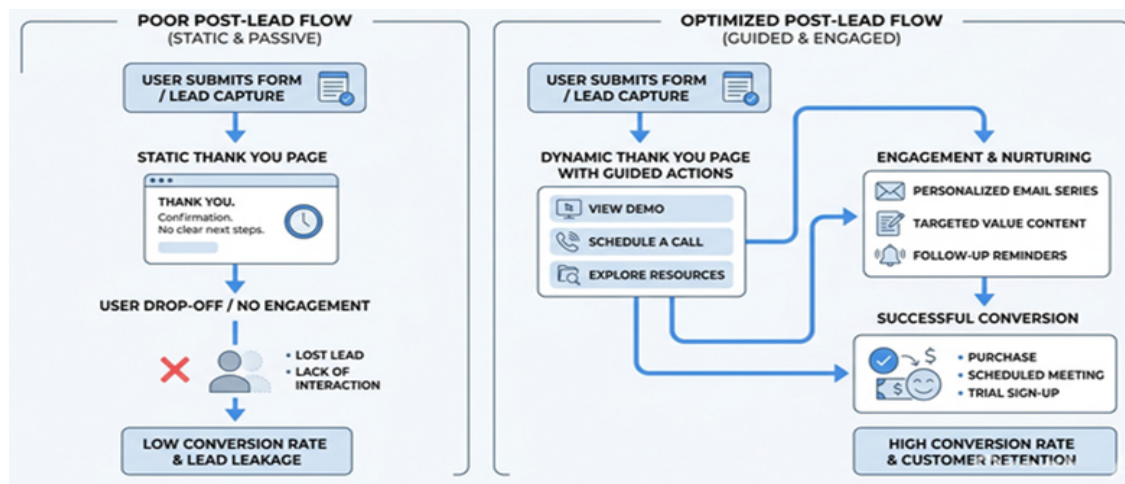 POOR POST-LEAD FLOW
(STATIC & PASSIVE)
USER SUBMITS FORM
/ LEAD CAPTURE
STATIC THANK YOU PAGE
THANK YOU.
Confirmation.
No clear next steps.
USER DROP-OFF / NO ENGAGEMENT
• LOST LEAD
• LACK OF
INTERACTION
LOW CONVERSION RATE
& LEAD LEAKAGE
OPTIMIZED POST-LEAD FLOW
(GUIDED & ENGAGED)
USER SUBMITS FORM
/ LEAD CAPTURE
DYNAMIC THANK YOU PAGE
WITH GUIDED ACTIONS
VIEW DEMO
SCHEDULE A CALL
EXPLORE RESOURCES
ENGAGEMENT & NURTURING
PERSONALIZED EMAIL SERIES
TARGETED VALUE CONTENT
FOLLOW-UP REMINDERS
SUCCESSFUL CONVERSION
$
$
• PURCHASE
• SCHEDULED MEETING
• TRIAL SIGN-UP
HIGH CONVERSION RATE
& CUSTOMER RETENTION